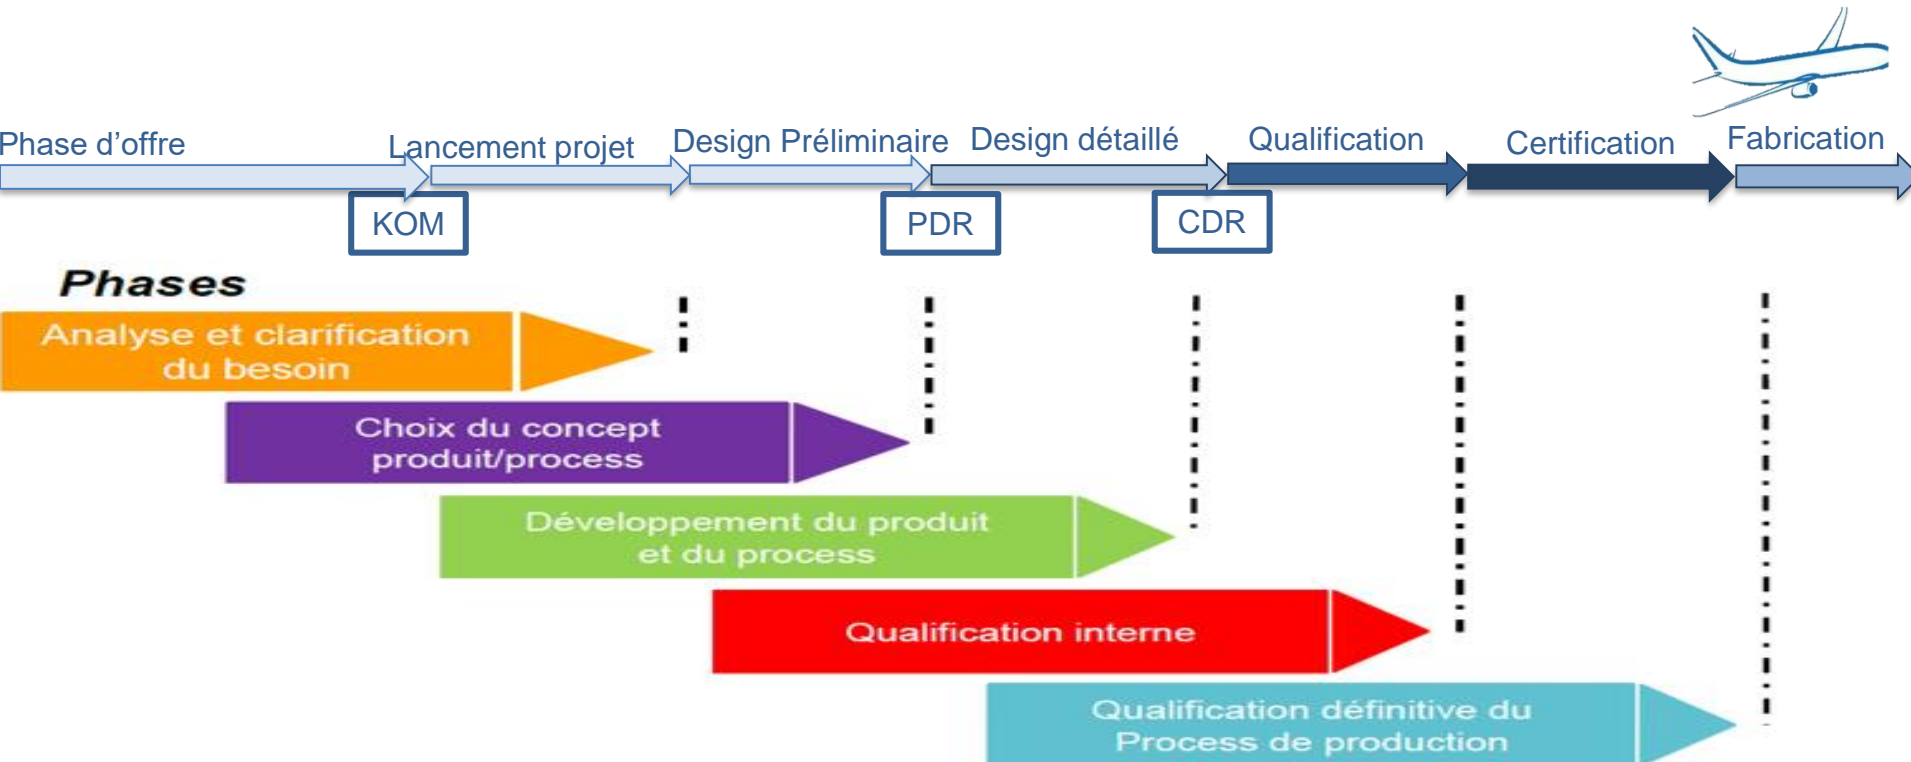 Phase d'offre
Lancement projet
Design Préliminaire
Design détaillé
Qualification
Certification
Fabrication
KOM
PDR
CDR
Phases
Analyse et clarification
du besoin
Choix du concept
produit/process
Développement du produit
et du process
Qualification interne
Qualification définitive du
Process de production